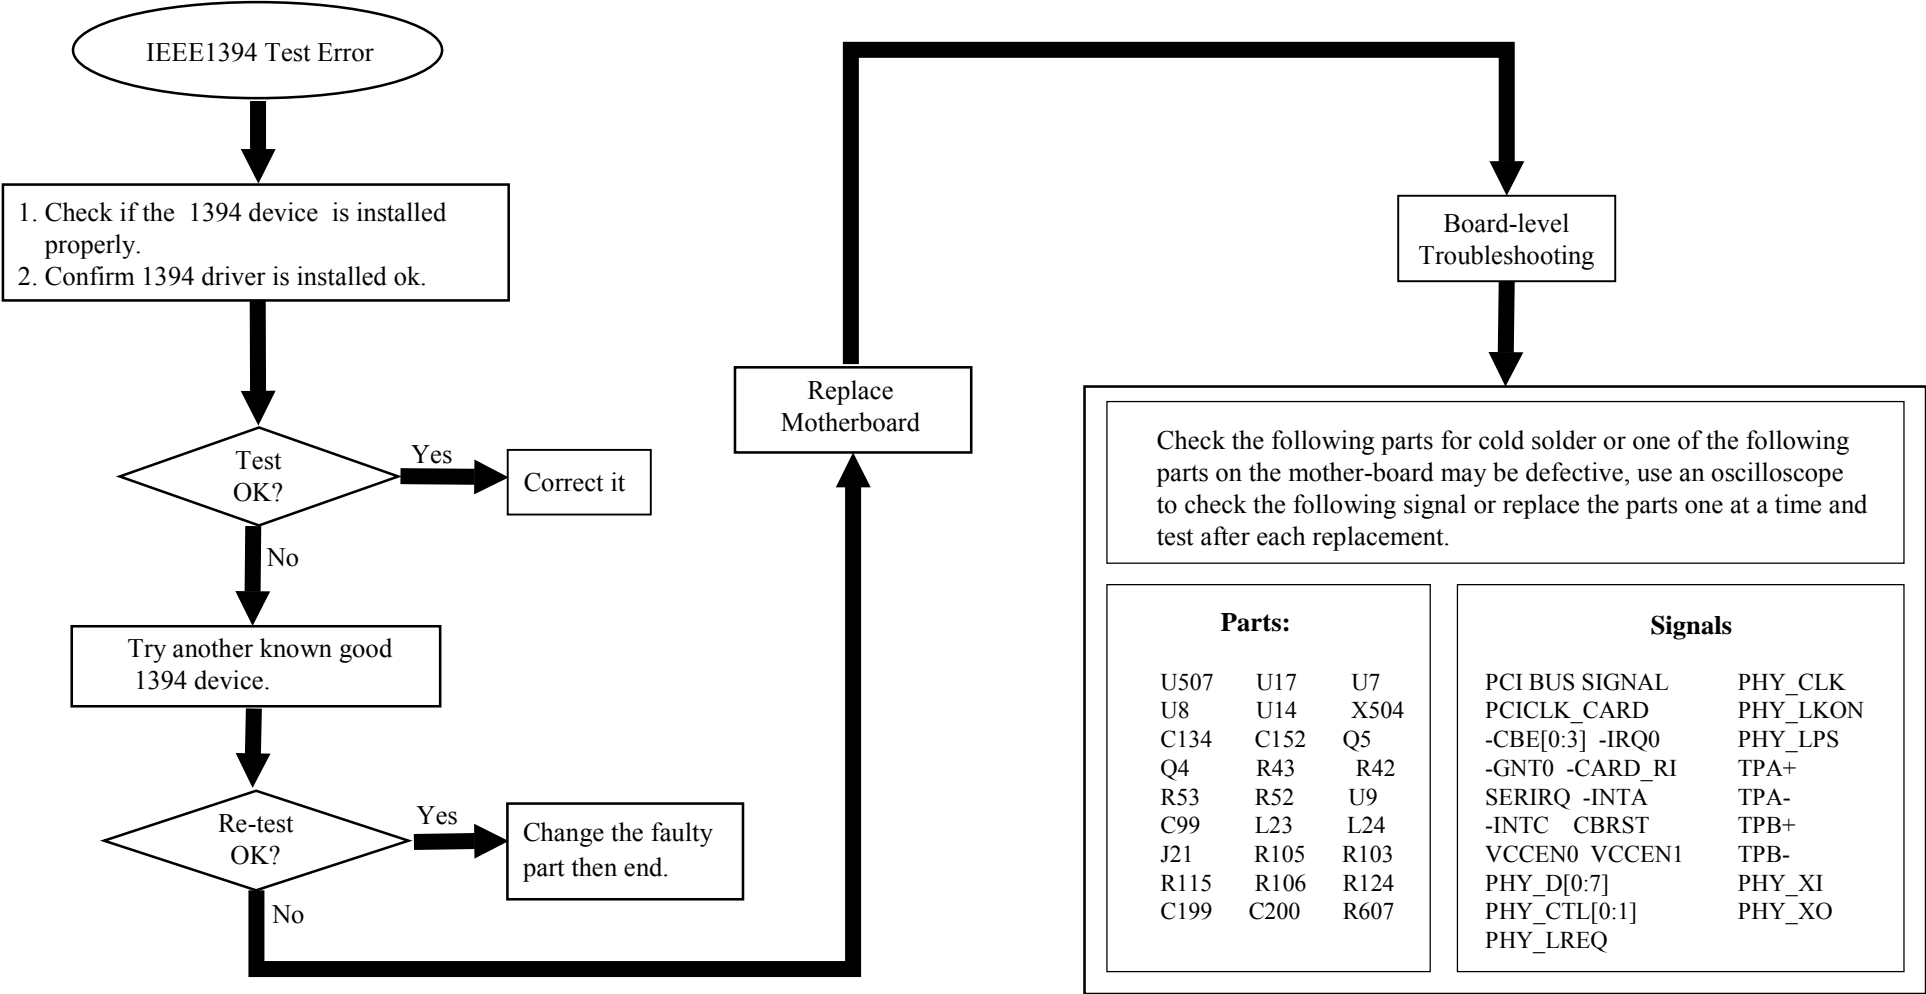 IEEE1394 Test Error
1. Check if the 1394 device is installed
properly.
2. Confirm 1394 driver is installed ok.
Test
OK?
Yes
Correct it
No
Try another known good
1394 device.
Re-test
OK?
Yes
Change the faulty
part then end.
No
Replace
Motherboard
Board-level
Troubleshooting
Check the following parts for cold solder or one of the following
parts on the mother-board may be defective, use an oscilloscope
to check the following signal or replace the parts one at a time and
test after each replacement.
Parts:
U507 U17 U7
U8 U14 X504
C134 C152 Q5
Q4 R43 R42
R53 R52 U9
C99 L23 L24
J21 R105 R103
R115 R106 R124
C199 C200 R607
Signals
PCI BUS SIGNAL PHY_CLK
PCICLK_CARD PHY_LKON
-CBE[0:3] -IRQ0 PHY_LPS
-GNT0 -CARD_RI TPA+
SERIRQ -INTA TPA-
-INTC CBRST TPB+
VCCEN0 VCCEN1 TPB-
PHY_D[0:7] PHY_XI
PHY_CTL[0:1] PHY_XO
PHY_LREQ